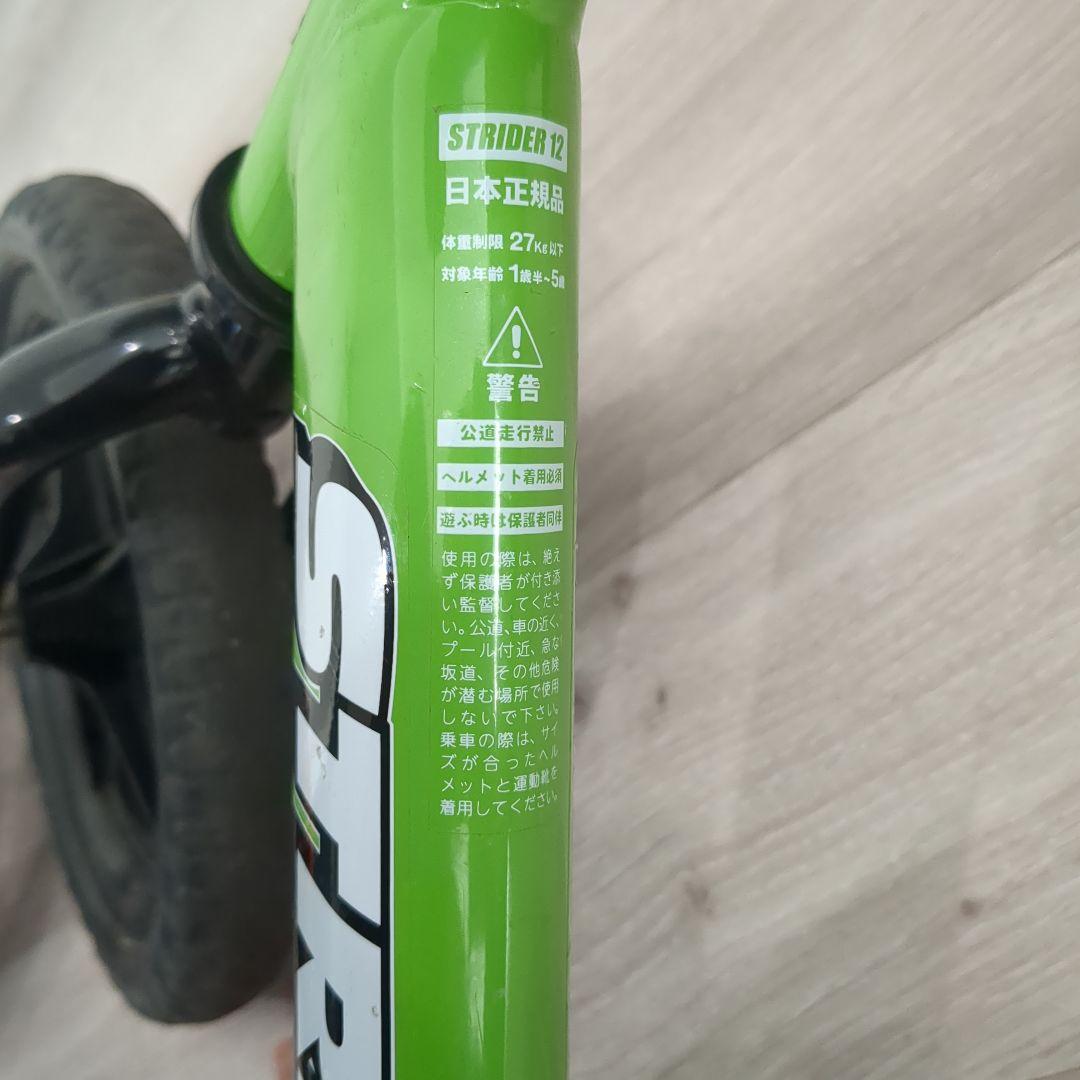 STRIDER 12
日本正規品
体重制限 27Kg以下
対象年齢 1歳半~5歳
警告
公道走行禁止
ヘルメット着用必須
遊ぶ時は保護者同伴
使用の際は、絶え
ず保護者が付き添
い監督してくださ
い。公道、車の近く、
プール付近、急な
坂道、その他危険
が潜む場所で使用
しないで下さい。
乗車の際は、サイ
ズが合ったヘル
メットと運動靴を
着用してください。
STR